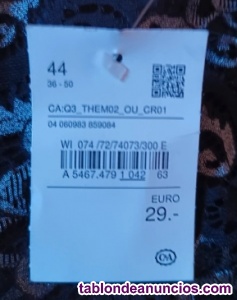 44
36 - 50
CA:Q3_THEM02_OU_CR01
04 060983 859084
WI 074 /72/74073/300 E
A 5467.479 1.042 63
EURO
29.-
C&A
tablondeanuncios.com